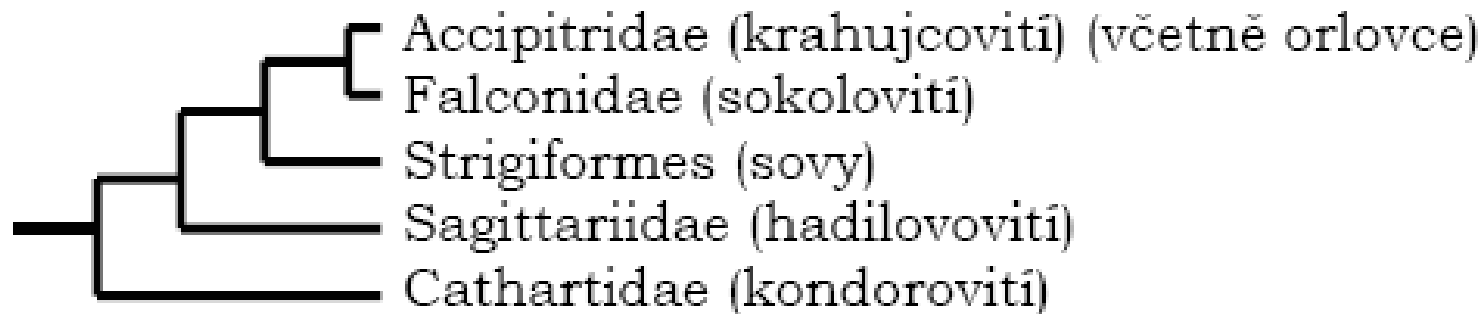 Accipitridae (krahujcovití) (včetně orlovce)
Falconidae (sokolovití)
Strigiformes (sovy)
Sagittariidae (hadilovovití)
Cathartidae (kondorovití)